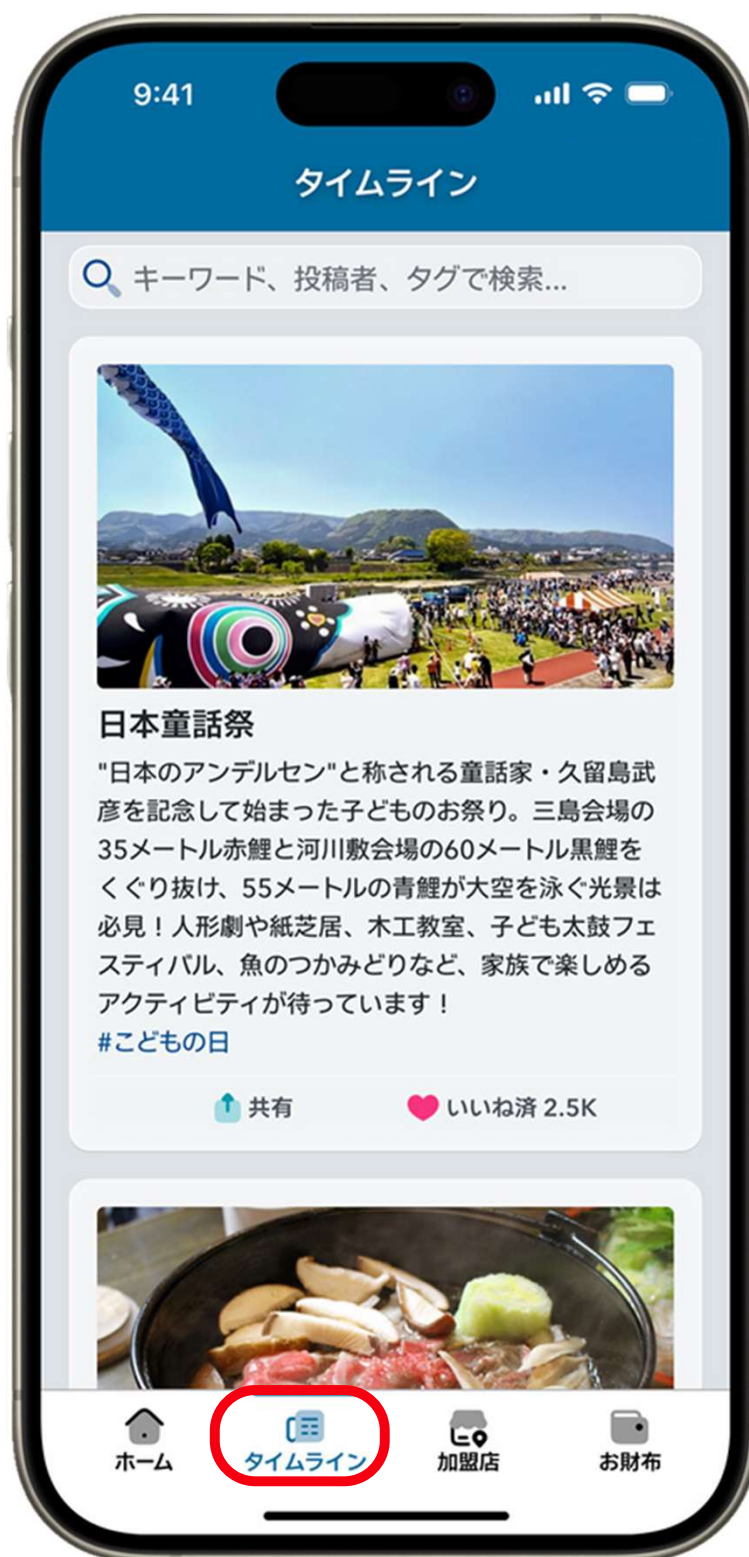 9:41
タイムライン
キーワード、投稿者、タグで検索...
日本童話祭
"日本のアンデルセン"と称される童話家・久留島武
彦を記念して始まった子どものお祭り。三島会場の
35メートル赤鯉と河川敷会場の60メートル黒鯉を
くぐり抜け、55メートルの青鯉が大空を泳ぐ光景は
必見！人形劇や紙芝居、木工教室、子ども太鼓フェ
スティバル、魚のつかみどりなど、家族で楽しめる
アクティビティが待っています！
#こどもの日
共有 いいね済 2.5K
ホーム タイムライン 加盟店 お財布